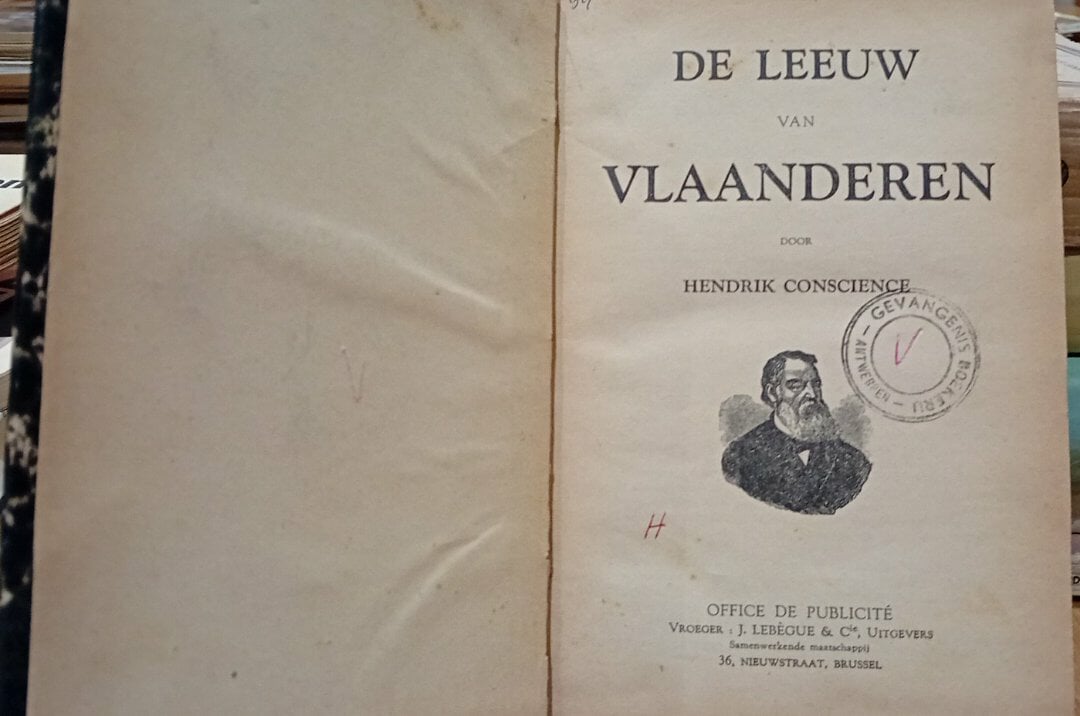 DE LEEUW
VAN
VLAANDEREN
DOOR
HENDRIK CONSCIENCE
— GEVANGENIS BOEKERIJ —
ANTWERPEN
V
H
OFFICE DE PUBLICITÉ
VROEGER : J. LEBÈGUE & Cie, UITGEVERS
Samenwerkende maatschappij
36, NIEUWSTRAAT, BRUSSEL